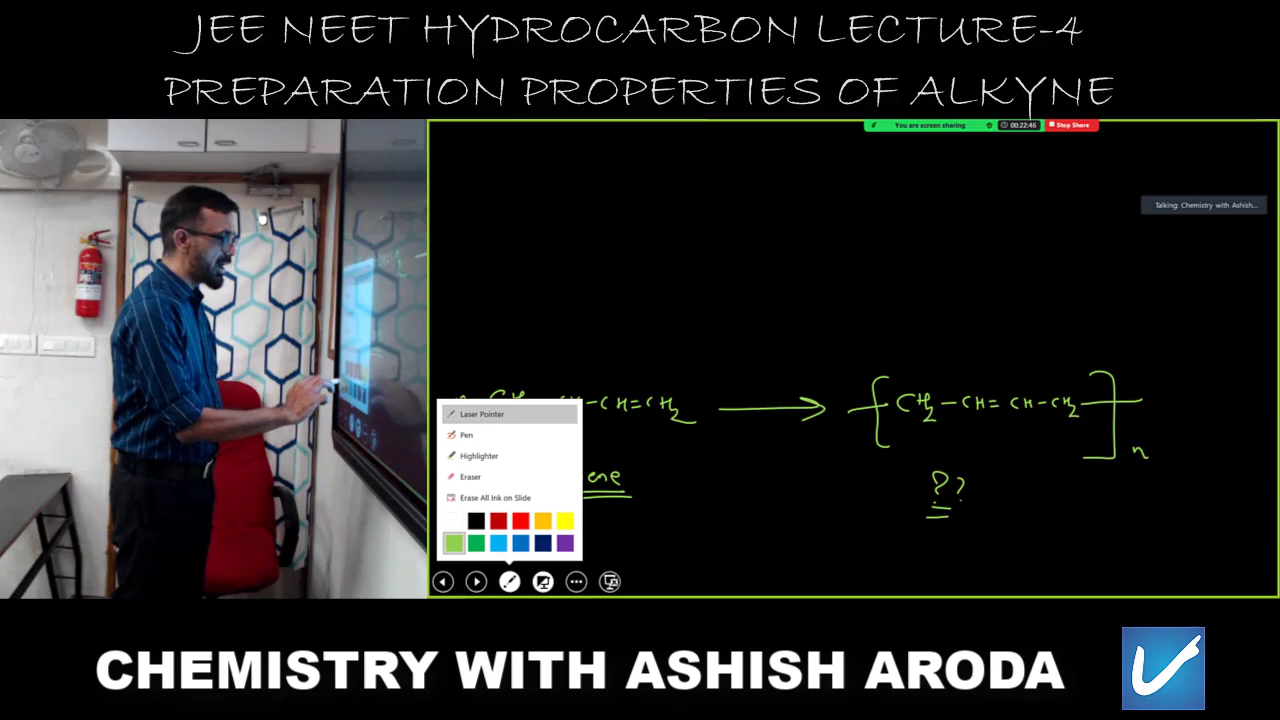 JEE NEET HYDROCARBON LECTURE-4
PREPARATION PROPERTIES OF ALKYNE
You are screen sharing 00:22:46 Stop Share
Talking: Chemistry with Ashish...
-CH=CH2 → [CH2-CH=CH-CH2]n
Laser Pointer
Pen
Highlighter
Eraser
ene
??
Erase All Ink on Slide
CHEMISTRY WITH ASHISH ARODA